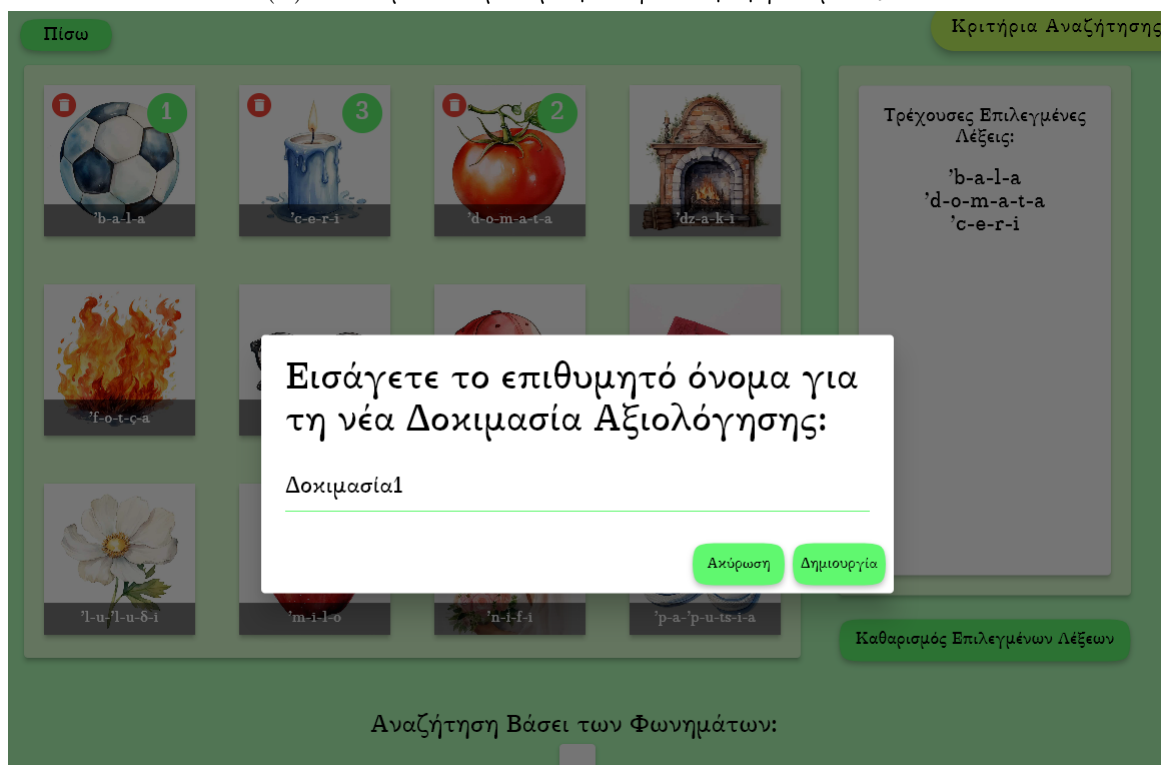 Πίσω
Κριτήρια Αναζήτησης
1
3
2
'b-a-l-a
'c-e-r-i
'd-o-m-a-t-a
'dz-a-k-i
Τρέχουσες Επιλεγμένες
Λέξεις:
'b-a-l-a
'd-o-m-a-t-a
'c-e-r-i
'f-o-t-ç-a
Εισάγετε το επιθυμητό όνομα για
τη νέα Δοκιμασία Αξιολόγησης:
Δοκιμασία1
Ακύρωση
Δημιουργία
'l-u-'l-u-δ-i
'm-i-l-o
'n-i-f-i
'p-a-'p-u-ts-i-a
Καθαρισμός Επιλεγμένων Λέξεων
Αναζήτηση Βάσει των Φωνημάτων: